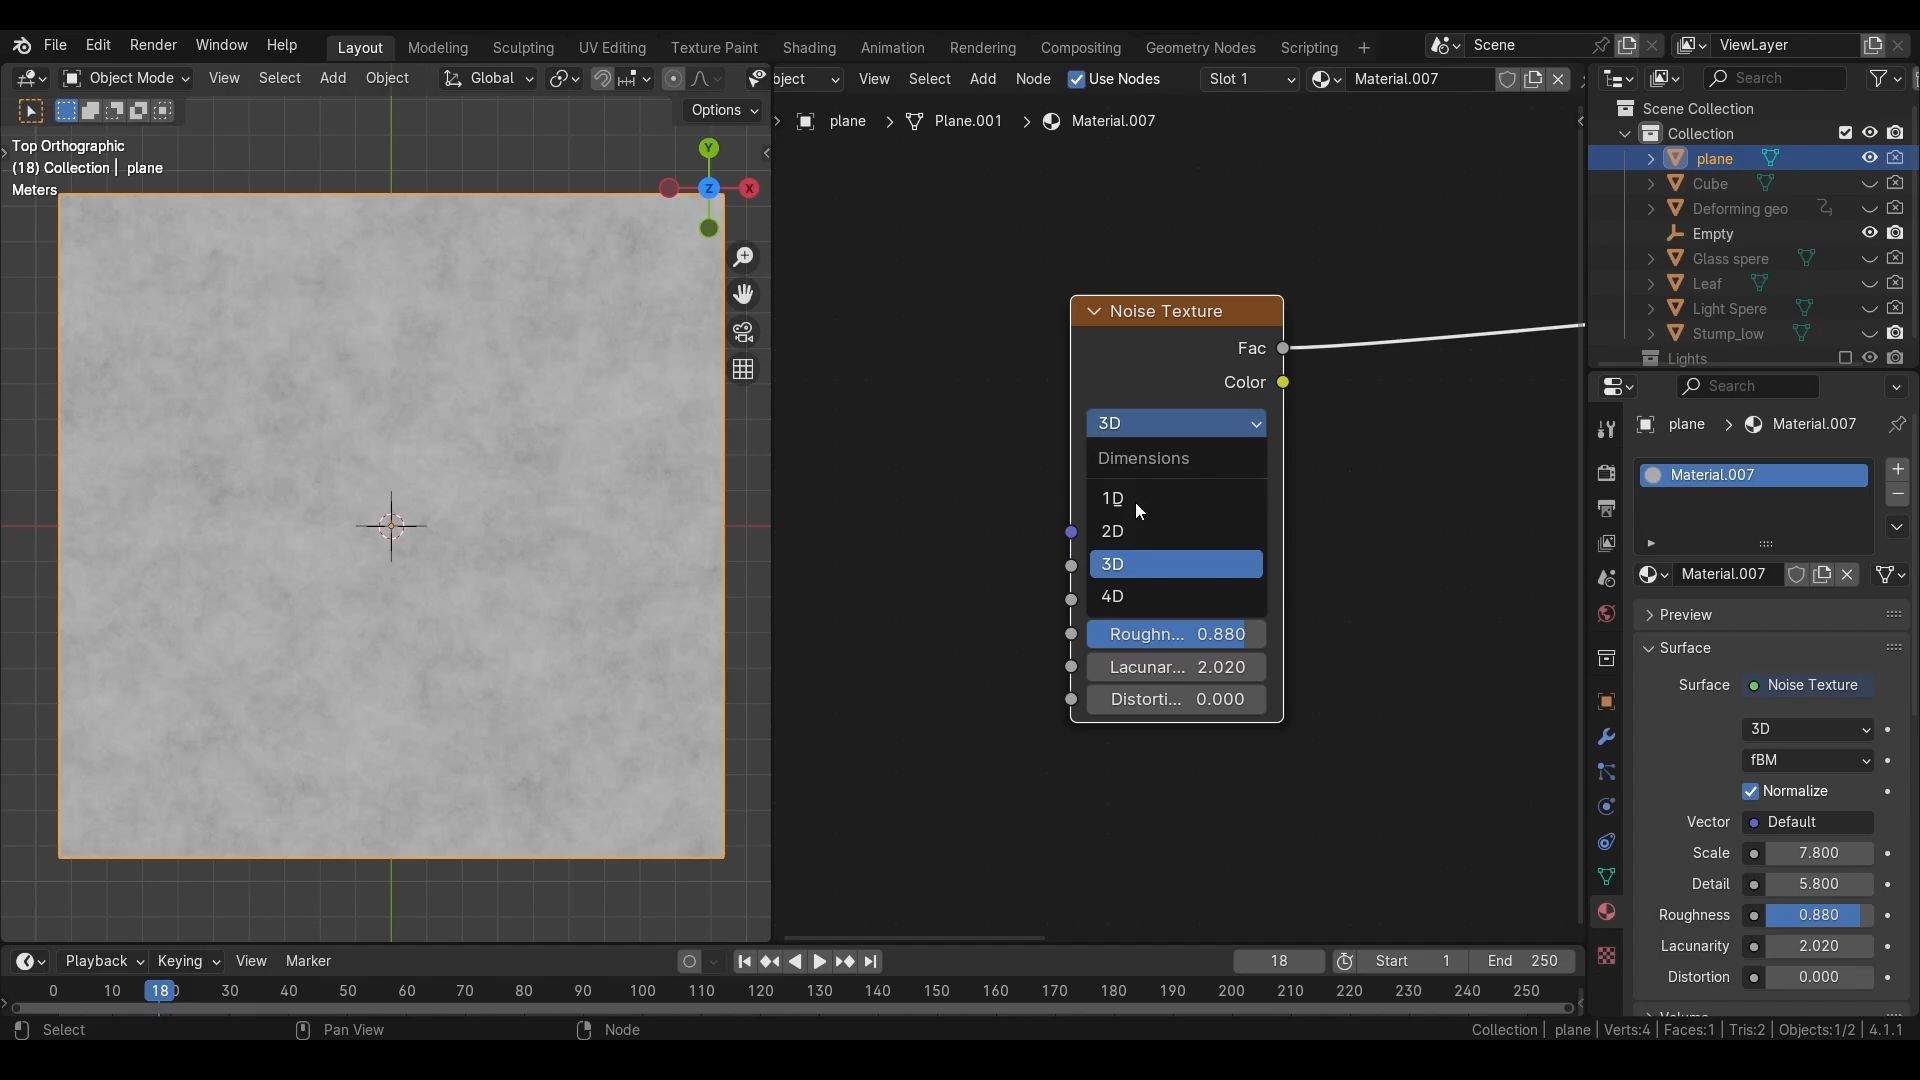 File Edit Render Window Help Layout Modeling Sculpting UV Editing Texture Paint Shading Animation Rendering Compositing Geometry Nodes Scripting + Scene ViewLayer
Object Mode View Select Add Object Global bject View Select Add Node Use Nodes Slot 1 Material.007 Search
Options
plane > Plane.001 > Material.007
Top Orthographic
(18) Collection | plane
Meters
Y
Z
X
Noise Texture
Fac
Color
3D
Dimensions
1D
2D
3D
4D
Roughn... 0.880
Lacunar... 2.020
Distorti... 0.000
Scene Collection
Collection
plane
Cube
Deforming geo
Empty
Glass spere
Leaf
Light Spere
Stump_low
Lights
Search
plane > Material.007
Material.007
Material.007
Preview
Surface
Surface Noise Texture
3D
fBM
Normalize
Vector Default
Scale 7.800
Detail 5.800
Roughness 0.880
Lacunarity 2.020
Distortion 0.000
Playback Keying View Marker 18 Start 1 End 250
0 10 18 30 40 50 60 70 80 90 100 110 120 130 140 150 160 170 180 190 200 210 220 230 240 250
Select Pan View Node Collection | plane | Verts:4 | Faces:1 | Tris:2 | Objects:1/2 | 4.1.1